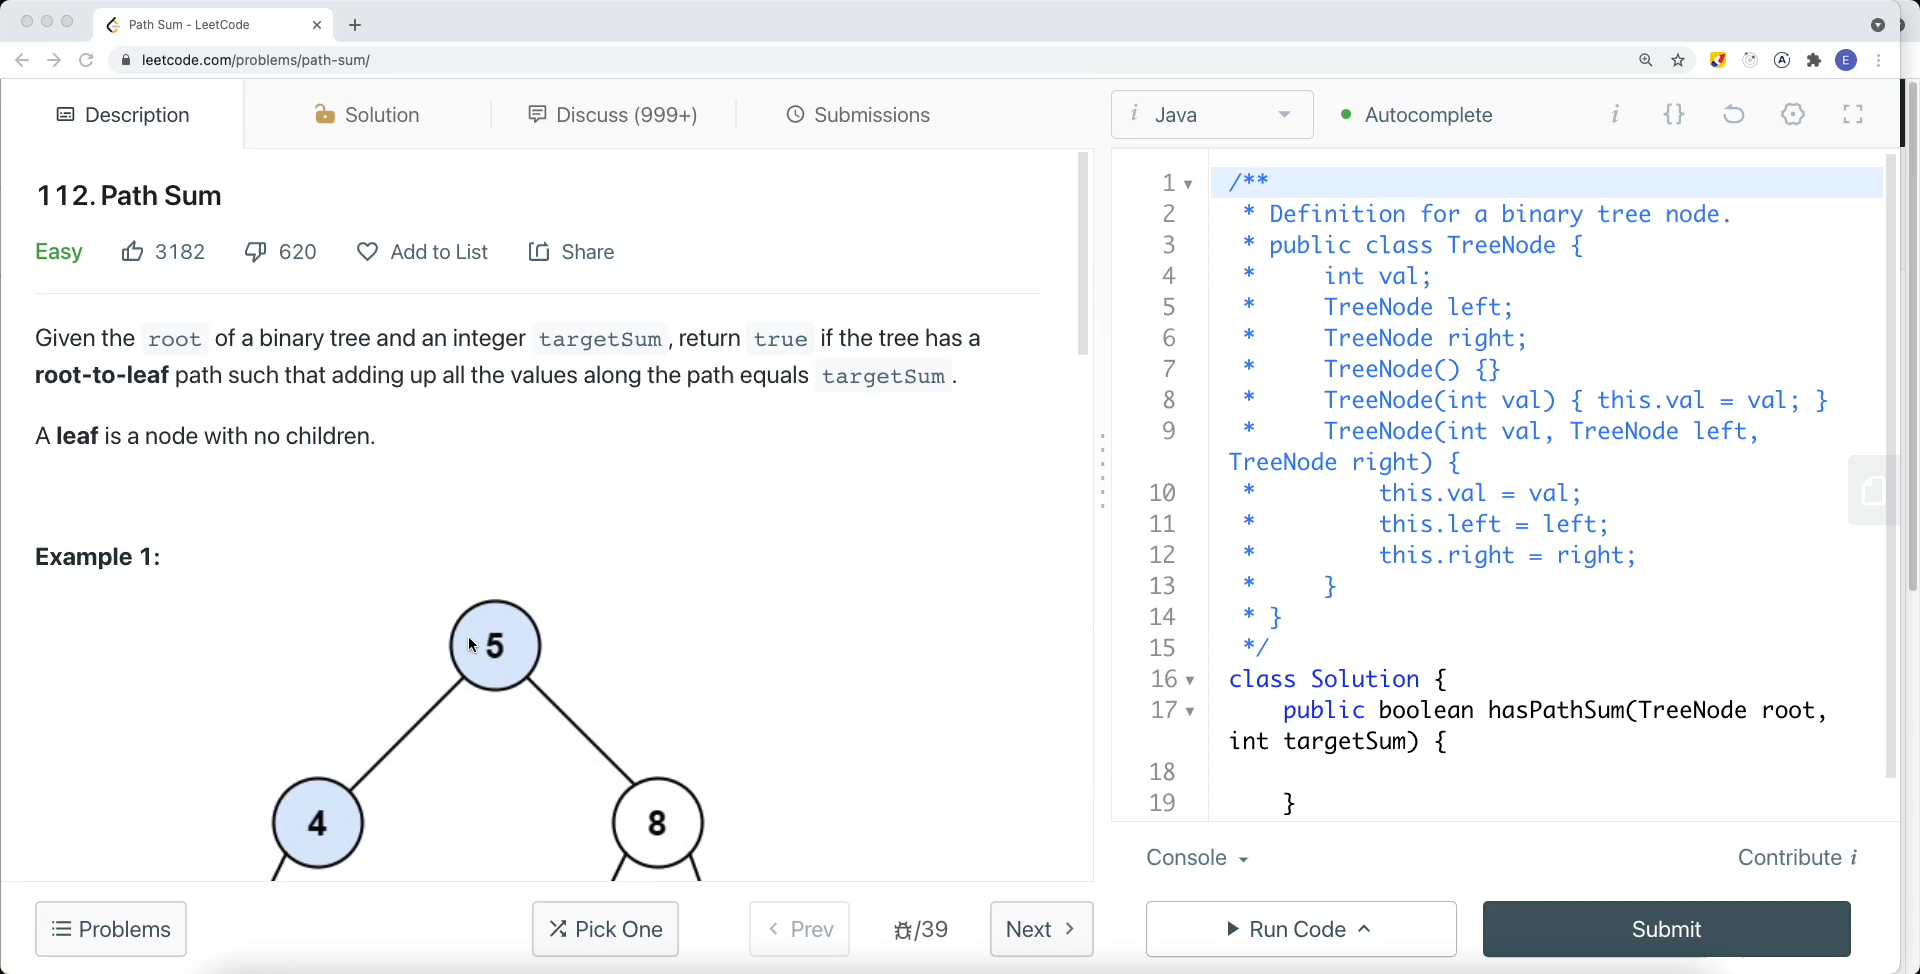 Path Sum - LeetCode
leetcode.com/problems/path-sum/
E
Description
Solution
Discuss (999+)
Submissions
i Java
Autocomplete
i {}
112. Path Sum
Easy 3182 620 Add to List Share
Given the root of a binary tree and an integer targetSum, return true if the tree has a
root-to-leaf path such that adding up all the values along the path equals targetSum.
A leaf is a node with no children.
Example 1:
5
4 8
Problems
Pick One
Prev
/39
Next
1 /**
2 * Definition for a binary tree node.
3 * public class TreeNode {
4 * int val;
5 * TreeNode left;
6 * TreeNode right;
7 * TreeNode() {}
8 * TreeNode(int val) { this.val = val; }
9 * TreeNode(int val, TreeNode left,
TreeNode right) {
10 * this.val = val;
11 * this.left = left;
12 * this.right = right;
13 * }
14 * }
15 */
16 class Solution {
17 public boolean hasPathSum(TreeNode root,
int targetSum) {
18
19 }
Console
Contribute i
Run Code
Submit